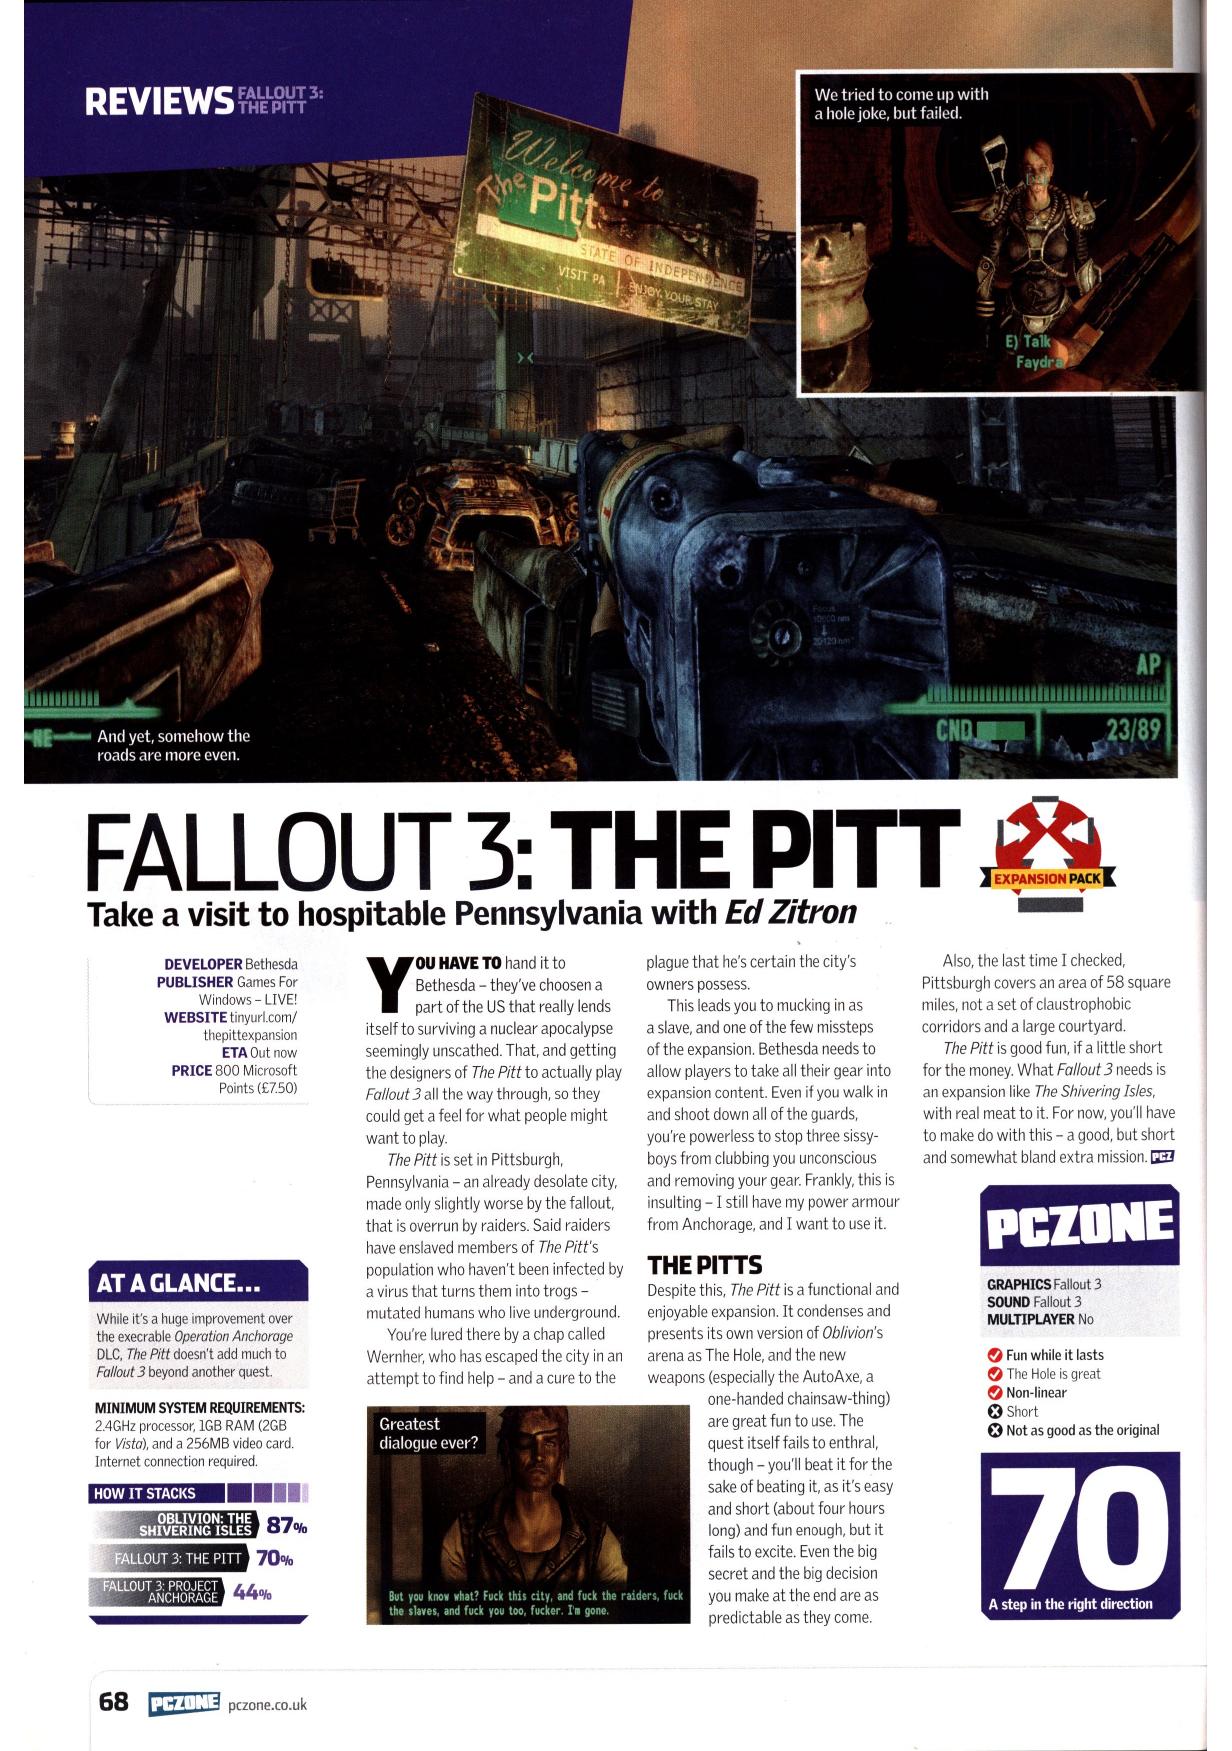 REVIEWS FALLOUT 3:
THE PITT
We tried to come up with
a hole joke, but failed.
Welcome to
The Pitt
STATE OF INDEPENDENCE
VISIT PA
ENJOY YOUR STAY
E) Talk
Faydra
AP
CND
23/89
NE
And yet, somehow the
roads are more even.
FALLOUT 3: THE PITT
EXPANSION PACK
Take a visit to hospitable Pennsylvania with Ed Zitron
DEVELOPER Bethesda
PUBLISHER Games For
Windows – LIVE!
WEBSITE tinyurl.com/
thepittexpansion
ETA Out now
PRICE 800 Microsoft
Points (£7.50)
AT A GLANCE...
While it's a huge improvement over
the execrable Operation Anchorage
DLC, The Pitt doesn't add much to
Fallout 3 beyond another quest.
MINIMUM SYSTEM REQUIREMENTS:
2.4GHz processor, 1GB RAM (2GB
for Vista), and a 256MB video card.
Internet connection required.
HOW IT STACKS
OBLIVION: THE
SHIVERING ISLES 87%
FALLOUT 3: THE PITT 70%
FALLOUT 3: PROJECT
ANCHORAGE 44%
YOU HAVE TO hand it to
Bethesda – they've choosen a
part of the US that really lends
itself to surviving a nuclear apocalypse
seemingly unscathed. That, and getting
the designers of The Pitt to actually play
Fallout 3 all the way through, so they
could get a feel for what people might
want to play.
The Pitt is set in Pittsburgh,
Pennsylvania – an already desolate city,
made only slightly worse by the fallout,
that is overrun by raiders. Said raiders
have enslaved members of The Pitt's
population who haven't been infected by
a virus that turns them into trogs –
mutated humans who live underground.
You're lured there by a chap called
Wernher, who has escaped the city in an
attempt to find help – and a cure to the
Greatest
dialogue ever?
But you know what? Fuck this city, and fuck the raiders, fuck
the slaves, and fuck you too, fucker. I'm gone.
plague that he's certain the city's
owners possess.
This leads you to mucking in as
a slave, and one of the few missteps
of the expansion. Bethesda needs to
allow players to take all their gear into
expansion content. Even if you walk in
and shoot down all of the guards,
you're powerless to stop three sissy-
boys from clubbing you unconscious
and removing your gear. Frankly, this is
insulting – I still have my power armour
from Anchorage, and I want to use it.
THE PITTS
Despite this, The Pitt is a functional and
enjoyable expansion. It condenses and
presents its own version of Oblivion's
arena as The Hole, and the new
weapons (especially the AutoAxe, a
one-handed chainsaw-thing)
are great fun to use. The
quest itself fails to enthral,
though – you'll beat it for the
sake of beating it, as it's easy
and short (about four hours
long) and fun enough, but it
fails to excite. Even the big
secret and the big decision
you make at the end are as
predictable as they come.
Also, the last time I checked,
Pittsburgh covers an area of 58 square
miles, not a set of claustrophobic
corridors and a large courtyard.
The Pitt is good fun, if a little short
for the money. What Fallout 3 needs is
an expansion like The Shivering Isles,
with real meat to it. For now, you'll have
to make do with this – a good, but short
and somewhat bland extra mission. PCZ
PCZONE
GRAPHICS Fallout 3
SOUND Fallout 3
MULTIPLAYER No
Fun while it lasts
The Hole is great
Non-linear
Short
Not as good as the original
70
A step in the right direction
68 PCZONE pczone.co.uk